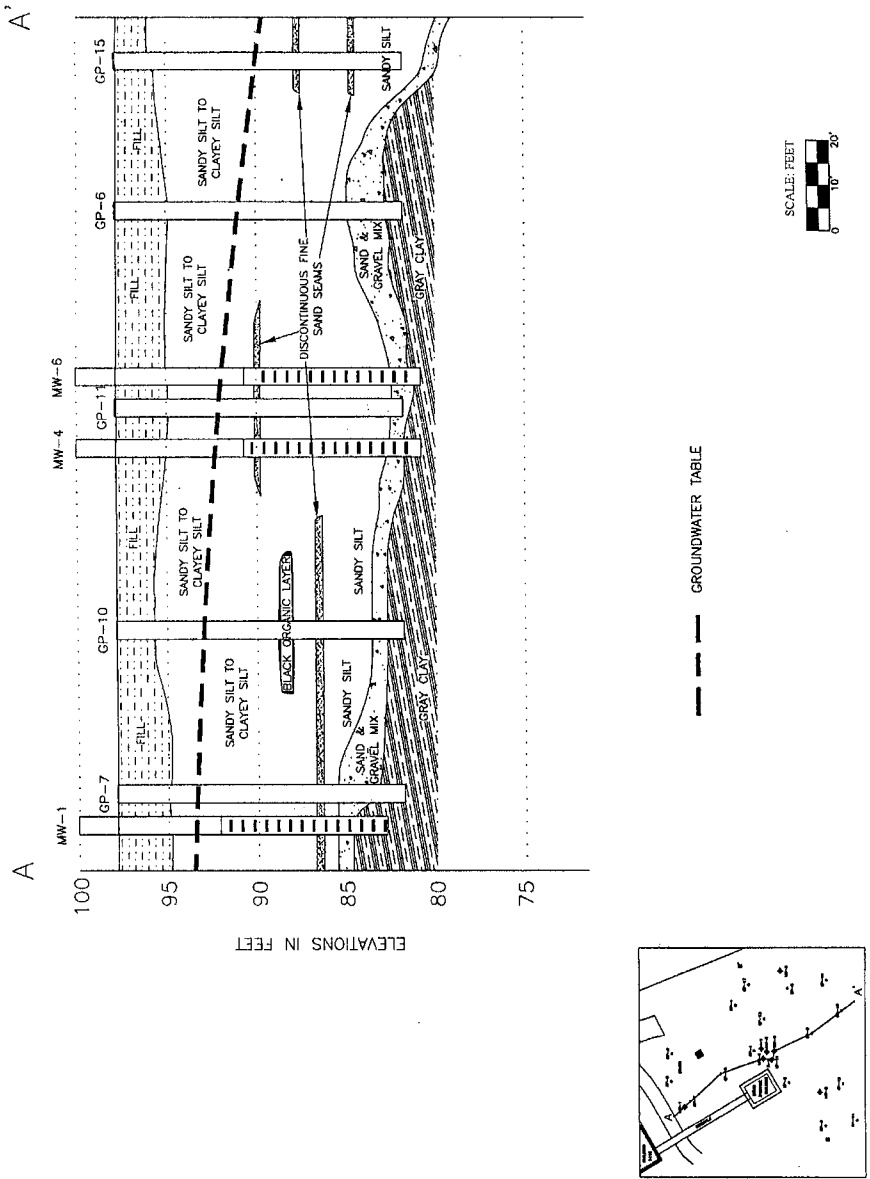 A
A'
MW-1
GP-7
GP-10
MW-4
GP-11
MW-6
GP-6
GP-15
100
95
90
85
80
75
ELEVATIONS IN FEET
FILL
FILL
FILL
FILL
SANDY SILT TO
CLAYEY SILT
SANDY SILT TO
CLAYEY SILT
SANDY SILT TO
CLAYEY SILT
SANDY SILT TO
CLAYEY SILT
BLACK ORGANIC LAYER
DISCONTINUOUS FINE
SAND SEAMS
SANDY SILT
SANDY SILT
SANDY SILT
SAND &
GRAVEL MIX
SAND &
GRAVEL MIX
GRAY CLAY
GRAY CLAY
GROUNDWATER TABLE
SCALE: FEET
0
10'
20'
A
A'